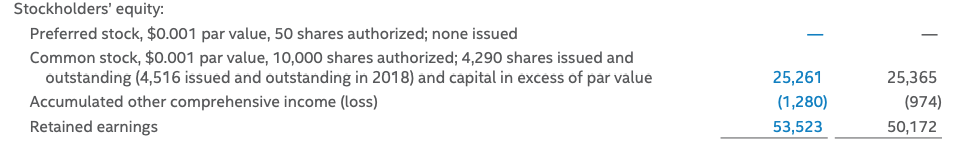 Stockholders' equity:
Preferred stock, $0.001 par value, 50 shares authorized; none issued — —
Common stock, $0.001 par value, 10,000 shares authorized; 4,290 shares issued and
outstanding (4,516 issued and outstanding in 2018) and capital in excess of par value 25,261 25,365
Accumulated other comprehensive income (loss) (1,280) (974)
Retained earnings 53,523 50,172